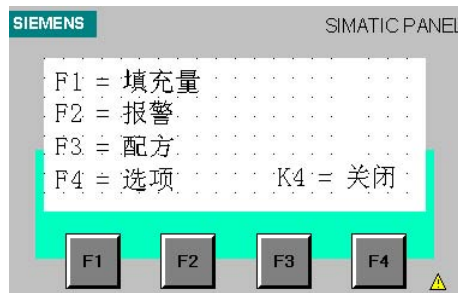 SIEMENS SIMATIC PANEL
F1 = 填充量
F2 = 报警
F3 = 配方
F4 = 选项 K4 = 关闭
F1 F2 F3 F4